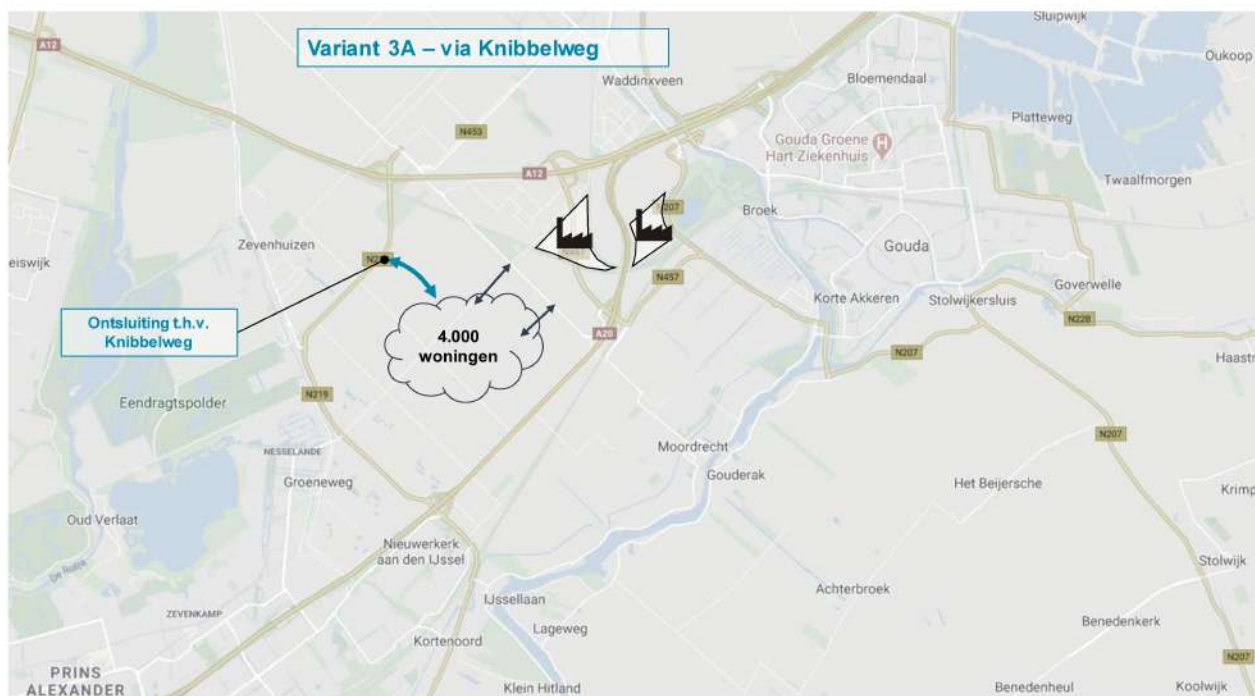 Sluipwijk
A12
Variant 3A – via Knibbelweg
Oukoop
Waddinxveen
Bloemendaal
N453
Platteweg
Gouda Groene
Hart Ziekenhuis
H
A12
Twaalfmorgen
N207
Broek
Zevenhuizen
Gouda
eiswijk
N457
Goverwelle
Korte Akkeren
Stolwijkersluis
Ontsluiting t.h.v.
Knibbelweg
4.000
woningen
A20
N228
N207
Haastr
N219
Eendragtspolder
N207
Moordrecht
NESSELANDE
Gouderak
Groeneweg
Het Beijersche
Krimp
Oud Verlaat
Nieuwerkerk
aan den IJssel
Stolwijk
De Rotte
Achterbroek
IJssellaan
ZEVENKAMP
Lageweg
Benedenkerk
Kortenoord
N207
PRINS
ALEXANDER
Klein Hitland
Benedenheul
Koolwijk